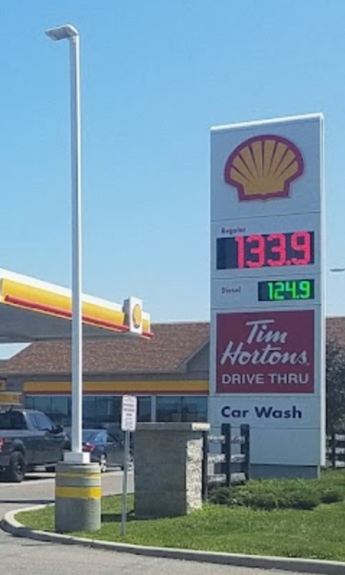 Regular
133.9
Diesel
124.9
Tim
Hortons
DRIVE THRU
Car Wash